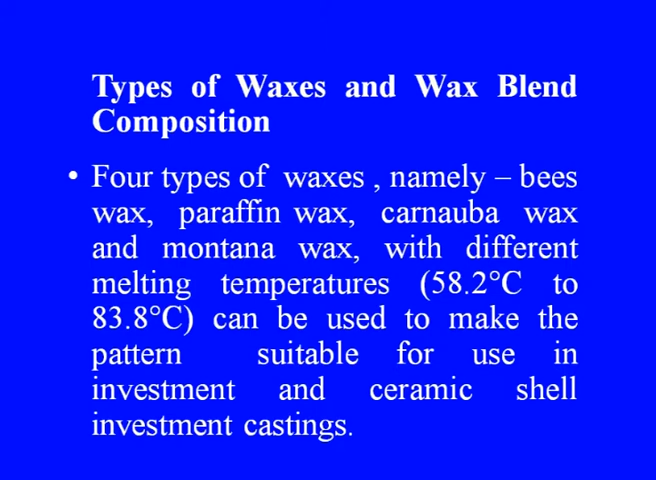 Types of Waxes and Wax Blend
Composition
• Four types of waxes , namely – bees
wax, paraffin wax, carnauba wax
and montana wax, with different
melting temperatures (58.2°C to
83.8°C) can be used to make the
pattern suitable for use in
investment and ceramic shell
investment castings.